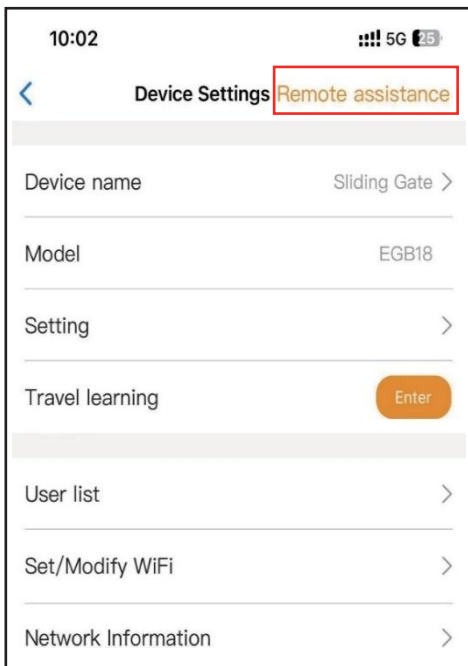 10:02 5G 25
Device Settings Remote assistance
Device name Sliding Gate
Model EGB18
Setting
Travel learning Enter
User list
Set/Modify WiFi
Network Information